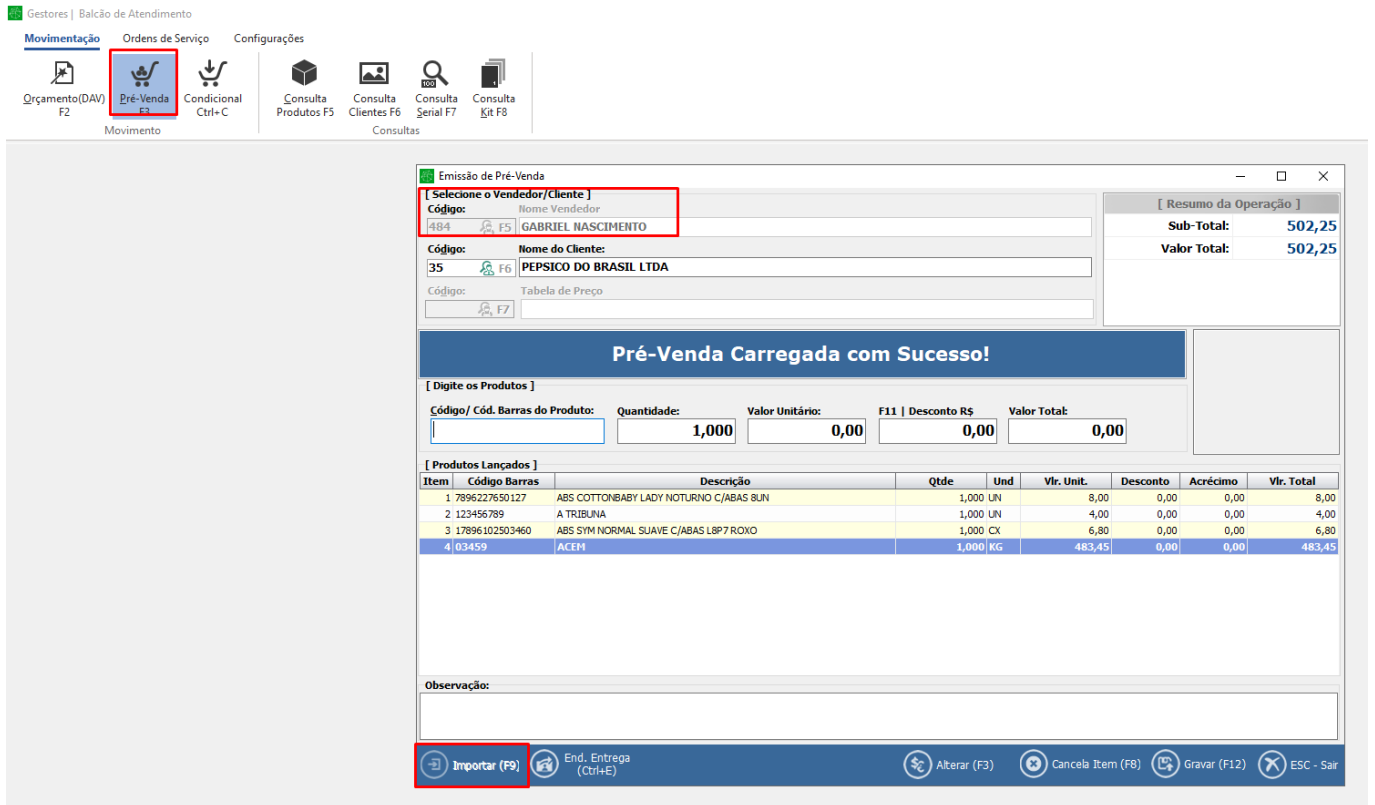 Gestores | Balcão de Atendimento
Movimentação Ordens de Serviço Configurações
Orçamento(DAV) F2
Pré-Venda F3
Condicional Ctrl+C
Consulta Produtos F5
Consulta Clientes F6
Consulta Serial F7
Consulta Kit F8
Movimento Consultas
Emissão de Pré-Venda
[ Selecione o Vendedor/Cliente ]
Código: Nome Vendedor
484 F5 GABRIEL NASCIMENTO
Código: Nome do Cliente:
35 F6 PEPSICO DO BRASIL LTDA
Código: Tabela de Preço
F7
[ Resumo da Operação ]
Sub-Total: 502,25
Valor Total: 502,25
Pré-Venda Carregada com Sucesso!
[ Digite os Produtos ]
Código/ Cód. Barras do Produto: Quantidade: Valor Unitário: F11 | Desconto R$ Valor Total:
1,000 0,00 0,00 0,00
[ Produtos Lançados ]
Item Código Barras Descrição Qtde Und Vlr. Unit. Desconto Acrécimo Vlr. Total
1 7896227650127 ABS COTTONBABY LADY NOTURNO C/ABAS 8UN 1,000 UN 8,00 0,00 0,00 8,00
2 123456789 A TRIBUNA 1,000 UN 4,00 0,00 0,00 4,00
3 17896102503460 ABS SYM NORMAL SUAVE C/ABAS L8P7 ROXO 1,000 CX 6,80 0,00 0,00 6,80
4 03459 ACEM 1,000 KG 483,45 0,00 0,00 483,45
Observação:
Importar (F9) End. Entrega (Ctrl+E) Alterar (F3) Cancela Item (F8) Gravar (F12) ESC - Sair